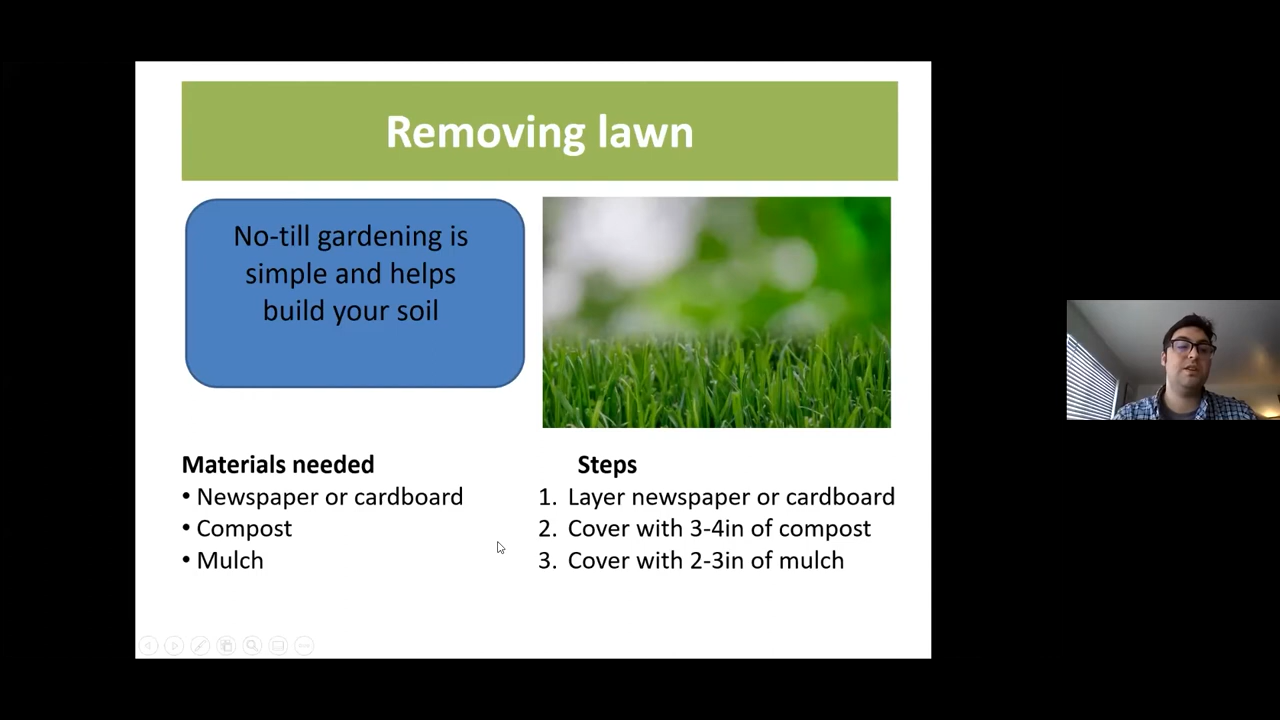 Removing lawn
No-till gardening is
simple and helps
build your soil
Materials needed
• Newspaper or cardboard
• Compost
• Mulch
Steps
1. Layer newspaper or cardboard
2. Cover with 3-4in of compost
3. Cover with 2-3in of mulch